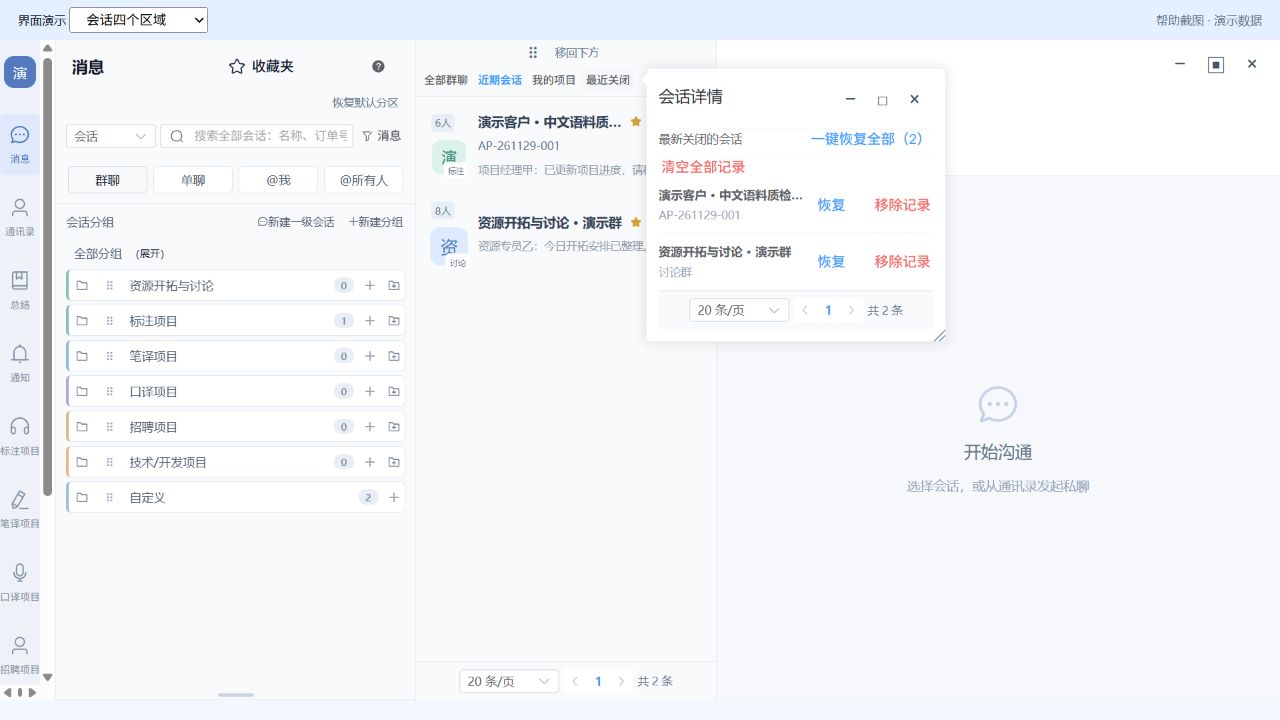 界面演示 会话四个区域
帮助截图 · 演示数据
演
消息
通讯录
总结
通知
标注项目
笔译项目
口译项目
招聘项目
消息 收藏夹 ?
恢复默认分区
会话 搜索全部会话：名称、订单号 消息
群聊 单聊 @我 @所有人
会话分组 新建一级会话 +新建分组
全部分组 (展开)
资源开拓与讨论 0
标注项目 1
笔译项目 0
口译项目 0
招聘项目 0
技术/开发项目 0
自定义 2
移回下方
全部群聊 近期会话 我的项目 最近关闭
6人 演示客户・中文语料质...
演 AP-261129-001
标注 项目经理甲：已更新项目进度，请
8人 资源开拓与讨论・演示群
资 资源专员乙：今日开拓安排已整理，
讨论
20 条/页 1 共 2 条
会话详情
最新关闭的会话 一键恢复全部（2）
清空全部记录
演示客户・中文语料质检... 恢复 移除记录
AP-261129-001
资源开拓与讨论・演示群 恢复 移除记录
讨论群
20 条/页 1 共 2 条
开始沟通
选择会话，或从通讯录发起私聊